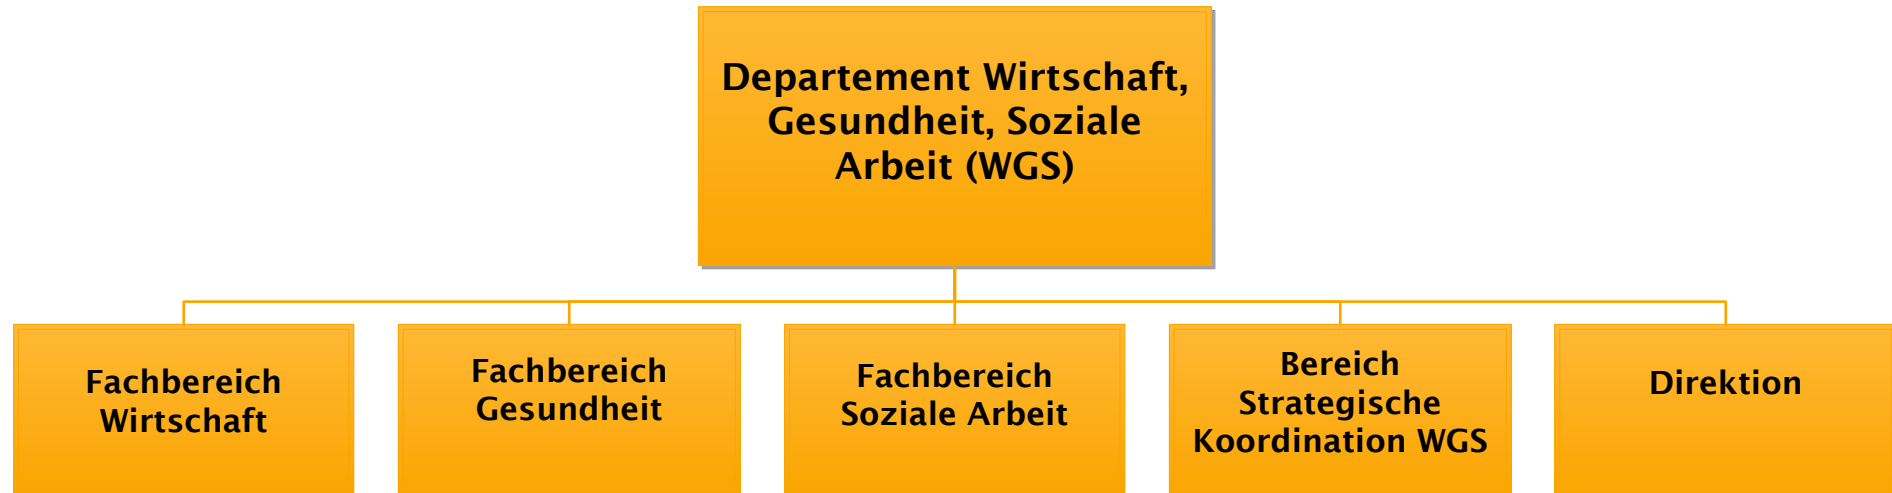 Departement Wirtschaft,
Gesundheit, Soziale
Arbeit (WGS)
Fachbereich
Wirtschaft
Fachbereich
Gesundheit
Fachbereich
Soziale Arbeit
Bereich
Strategische
Koordination WGS
Direktion